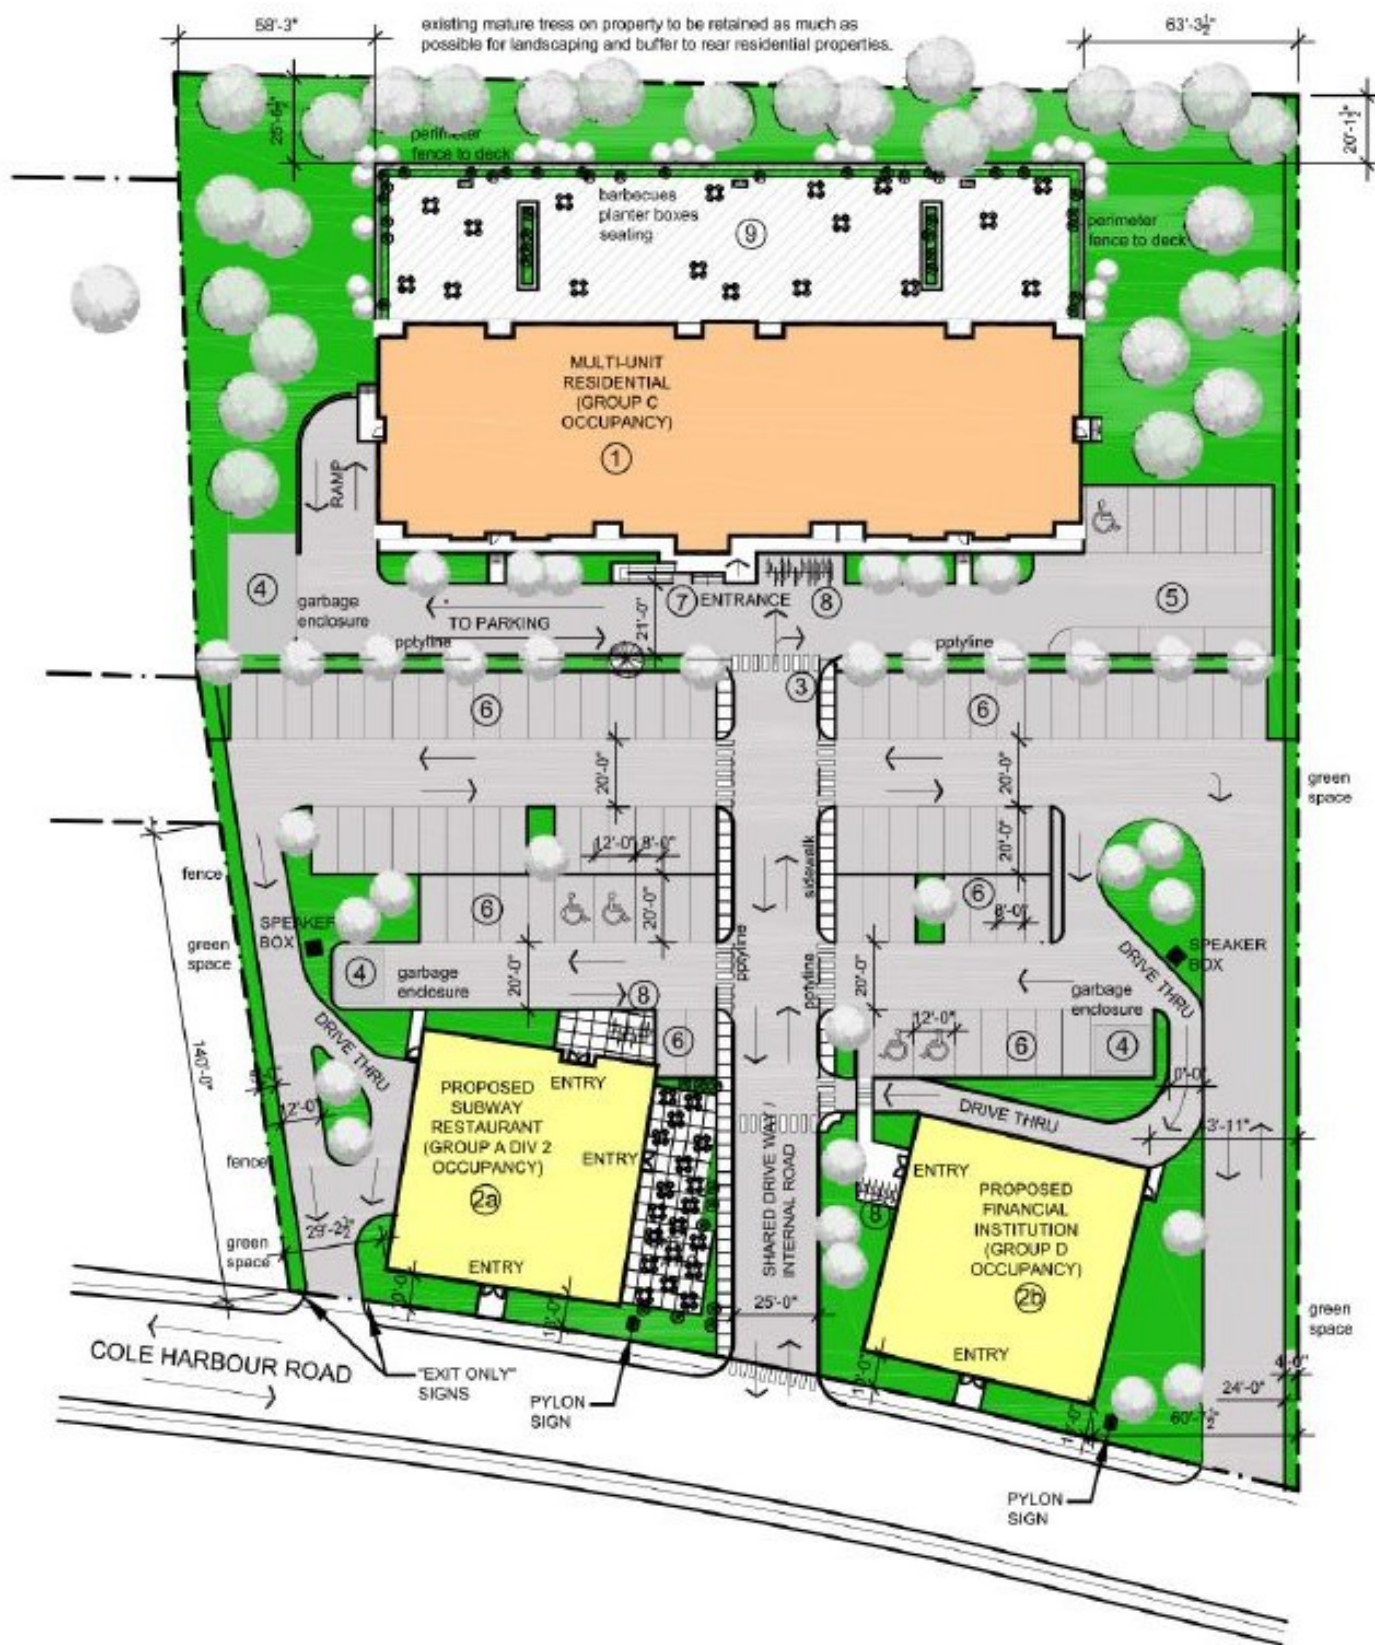 58'-3"
existing mature tress on property to be retained as much as
possible for landscaping and buffer to rear residential properties.
63'-3½"
20'-1½"
perimeter
fence to deck
barbecues
planter boxes
seating
9
perimeter
fence to deck
MULTI-UNIT
RESIDENTIAL
(GROUP C
OCCUPANCY)
1
RAMP
4
garbage
enclosure
7
ENTRANCE
8
5
TO PARKING
21'-0"
pptyline
pptyline
3
6
6
20'-0"
20'-0"
green
space
12'-0"
8'-0"
20'-0"
fence
sidewalk
6
6
8'-0"
20'-0"
SPEAKER
BOX
green
space
4
garbage
enclosure
20'-0"
8
pptyline
pptyline
20'-0"
garbage
enclosure
DRIVE THRU
SPEAKER
BOX
140'-0"
DRIVE THRU
6
12'-0"
6
4
PROPOSED
SUBWAY
RESTAURANT
(GROUP A DIV 2
OCCUPANCY)
2a
ENTRY
ENTRY
ENTRY
12'-0"
fence
green
space
SHARED DRIVE WAY /
INTERNAL ROAD
25'-0"
DRIVE THRU
3'-11"
ENTRY
8
PROPOSED
FINANCIAL
INSTITUTION
(GROUP D
OCCUPANCY)
2b
ENTRY
green
space
COLE HARBOUR ROAD
"EXIT ONLY"
SIGNS
PYLON
SIGN
4'-0"
24'-0"
60'-7½"
PYLON
SIGN